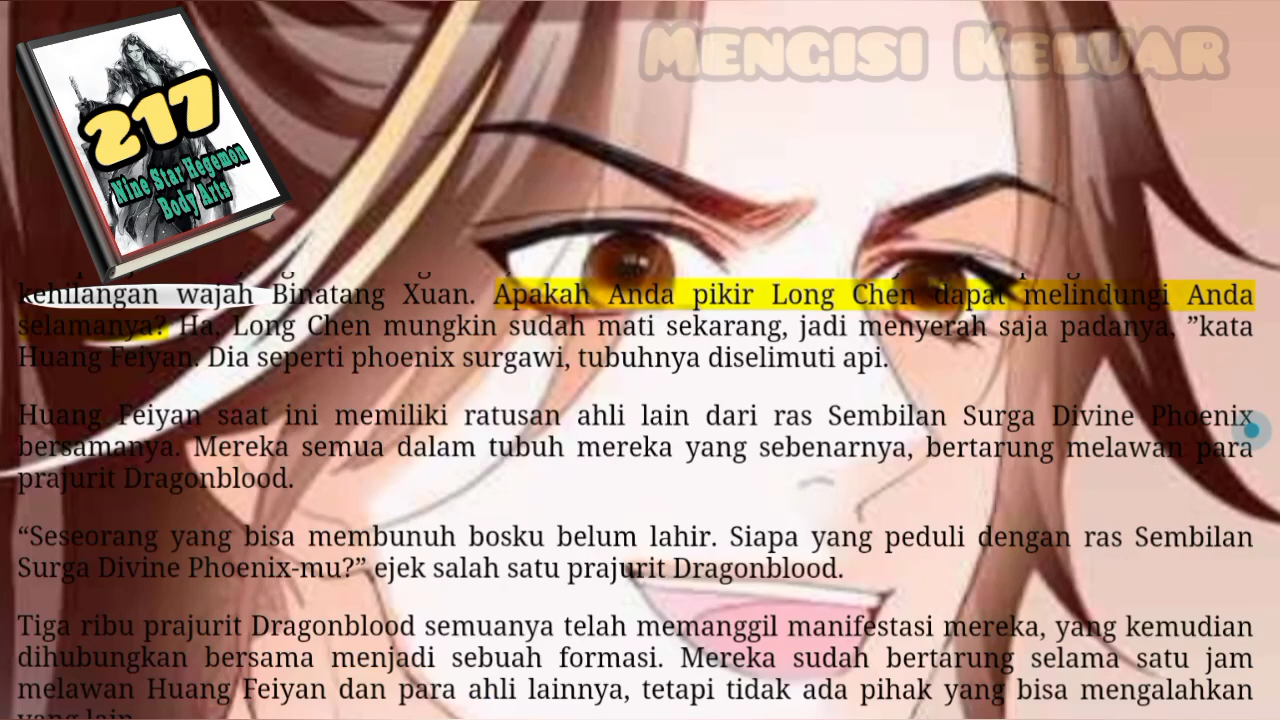 Mengisi Keluar
217
Nine Star Hegemon
Body Arts
kehilangan wajah Binatang Xuan. Apakah Anda pikir Long Chen dapat melindungi Anda
selamanya? Ha, Long Chen mungkin sudah mati sekarang, jadi menyerah saja padanya, ”kata
Huang Feiyan. Dia seperti phoenix surgawi, tubuhnya diselimuti api.
Huang Feiyan saat ini memiliki ratusan ahli lain dari ras Sembilan Surga Divine Phoenix
bersamanya. Mereka semua dalam tubuh mereka yang sebenarnya, bertarung melawan para
prajurit Dragonblood.
“Seseorang yang bisa membunuh bosku belum lahir. Siapa yang peduli dengan ras Sembilan
Surga Divine Phoenix-mu?” ejek salah satu prajurit Dragonblood.
Tiga ribu prajurit Dragonblood semuanya telah memanggil manifestasi mereka, yang kemudian
dihubungkan bersama menjadi sebuah formasi. Mereka sudah bertarung selama satu jam
melawan Huang Feiyan dan para ahli lainnya, tetapi tidak ada pihak yang bisa mengalahkan
yang lain.